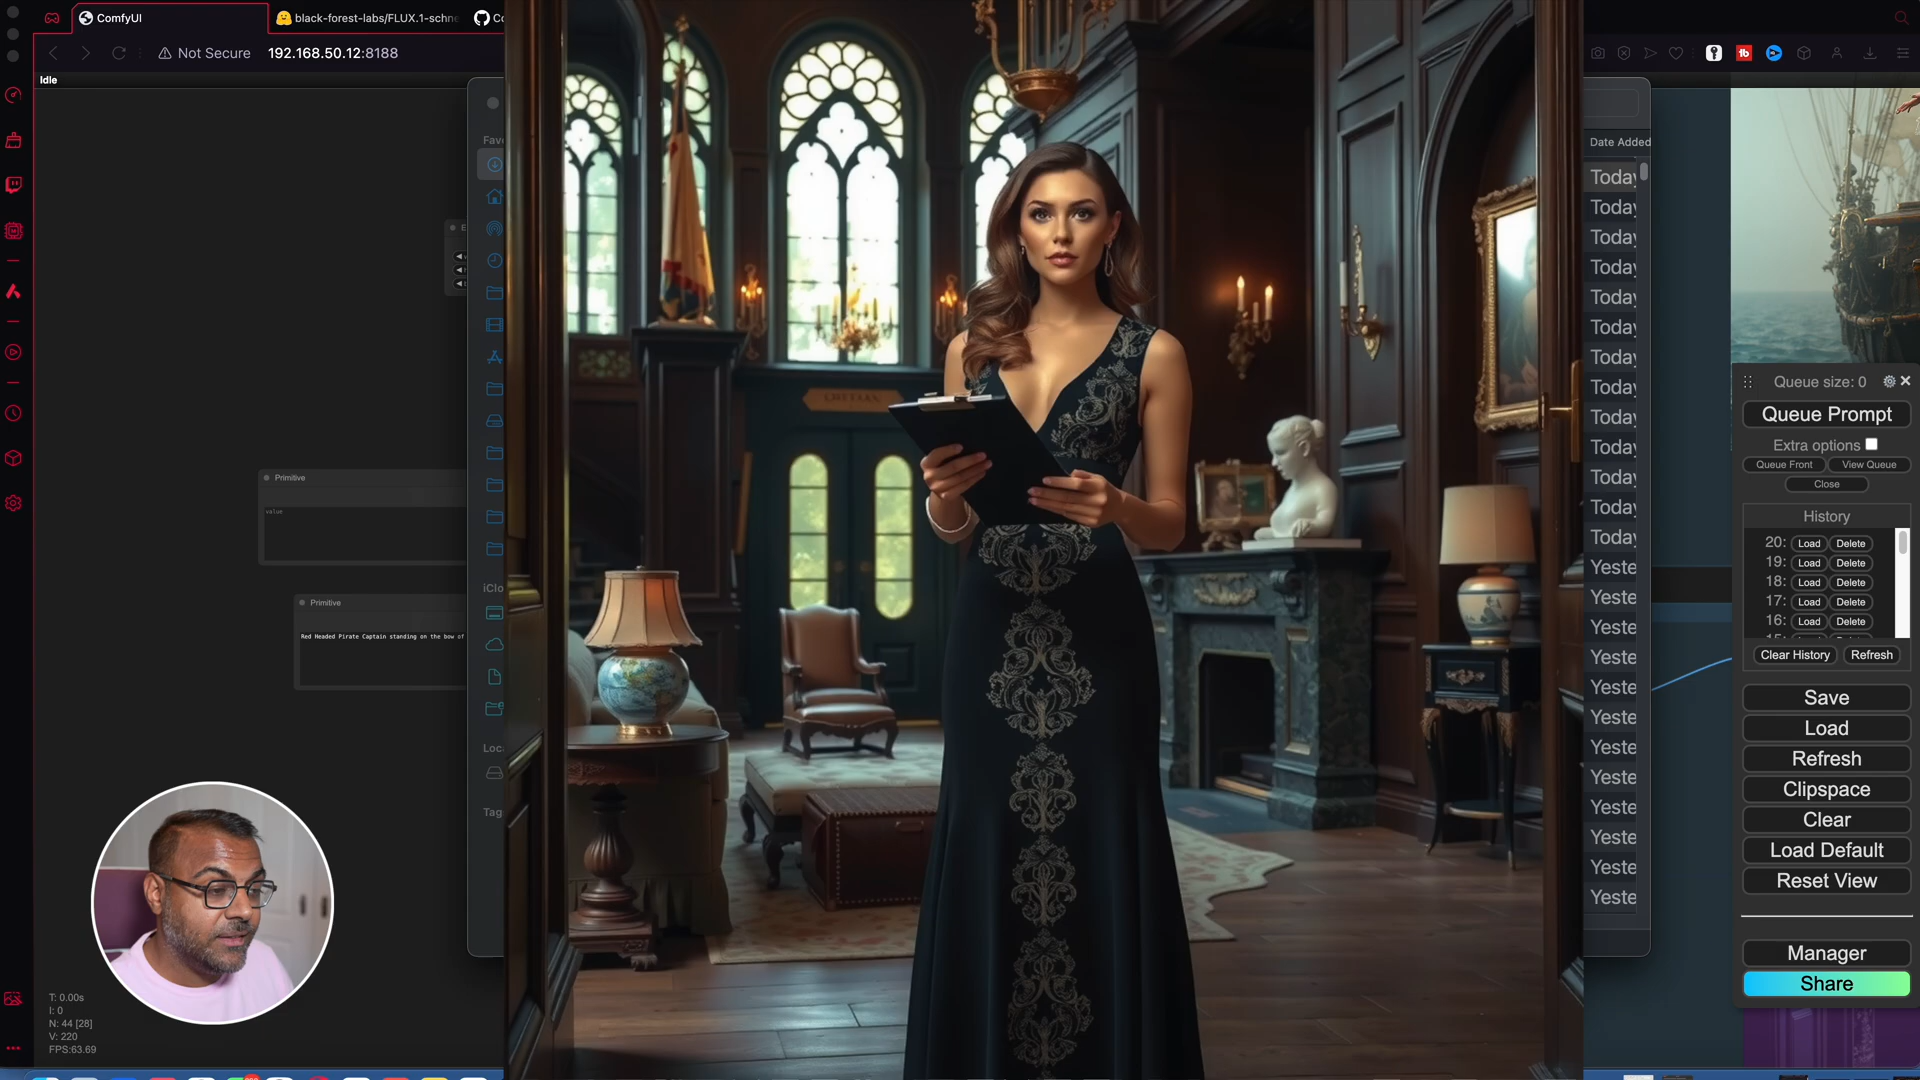 ComfyUI
black-forest-labs/FLUX.1-schne
Not Secure
192.168.50.12:8188
Idle
Date Added
Today
Today
Today
Today
Today
Today
Today
Today
Today
Today
Today
Today
Today
Yeste
Yeste
Yeste
Yeste
Yeste
Yeste
Yeste
Yeste
Yeste
Yeste
Yeste
Yeste
Fav
iClo
Loca
Tag
Primitive
value
Primitive
Red Headed Pirate Captain standing on the bow of
T: 0.00s
I: 0
N: 44 [28]
V: 220
FPS:63.69
Queue size: 0
Queue Prompt
Extra options
Queue Front
View Queue
Close
History
20: Load Delete
19: Load Delete
18: Load Delete
17: Load Delete
16: Load Delete
Clear History
Refresh
Save
Load
Refresh
Clipspace
Clear
Load Default
Reset View
Manager
Share